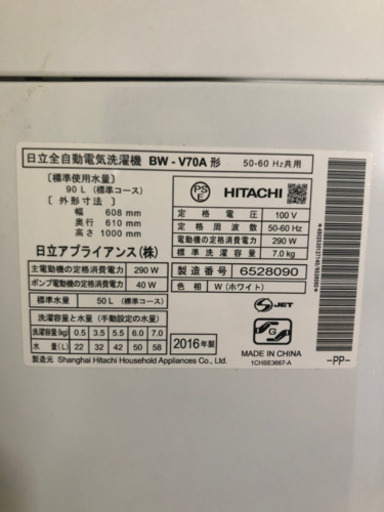 日立全自動電気洗濯機 BW-V70A 形 50-60 Hz共用
[標準使用水量]
90 L (標準コース)
[外形寸法]
幅 608 mm
奥行 610 mm
高さ 1000 mm
日立アプライアンス(株)
主電動機の定格消費電力 290 W
ポンプ電動機の定格消費電力 40 W
標準水量 50 L (標準コース)
洗濯容量と水量 (手動設定の水量)
洗濯容量(kg) 0.5 3.5 5.5 6.0 7.0
水量(L) 22 32 42 50 58
製造元 Shanghai Hitachi Household Appliances Co., Ltd.
2016年製
PS
E
HITACHI
定格電圧 100 V
定格周波数 50-60 Hz
電動機の定格消費電力 290 W
標準洗濯容量 7.0 kg
製造番号 6528090
色相 W (ホワイト)
JET
G
MADE IN CHINA
1CHSE3667-A
-PP-